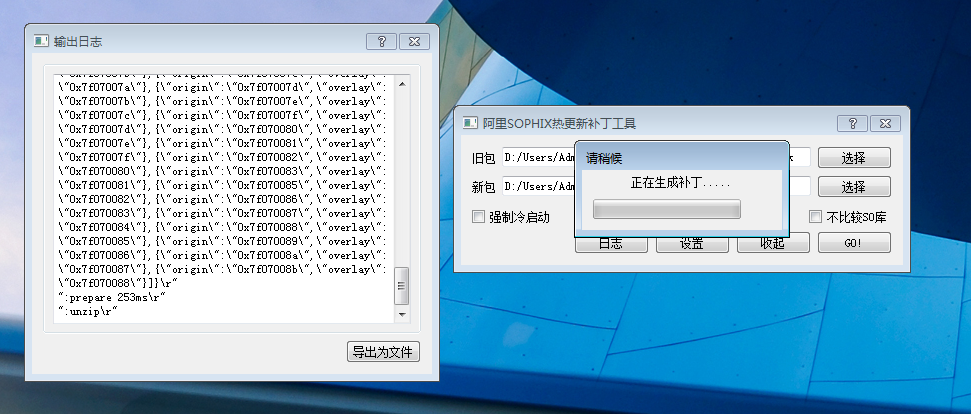 输出日志
\"0x7f07007a\"},{\"origin\":\"0x7f07007d\",\"overlay\":
\"0x7f07007b\"},{\"origin\":\"0x7f07007e\",\"overlay\":
\"0x7f07007c\"},{\"origin\":\"0x7f07007f\",\"overlay\":
\"0x7f07007d\"},{\"origin\":\"0x7f070080\",\"overlay\":
\"0x7f07007e\"},{\"origin\":\"0x7f070081\",\"overlay\":
\"0x7f07007f\"},{\"origin\":\"0x7f070082\",\"overlay\":
\"0x7f070080\"},{\"origin\":\"0x7f070083\",\"overlay\":
\"0x7f070081\"},{\"origin\":\"0x7f070085\",\"overlay\":
\"0x7f070082\"},{\"origin\":\"0x7f070086\",\"overlay\":
\"0x7f070083\"},{\"origin\":\"0x7f070087\",\"overlay\":
\"0x7f070084\"},{\"origin\":\"0x7f070088\",\"overlay\":
\"0x7f070085\"},{\"origin\":\"0x7f070089\",\"overlay\":
\"0x7f070086\"},{\"origin\":\"0x7f07008a\",\"overlay\":
\"0x7f070087\"},{\"origin\":\"0x7f07008b\",\"overlay\":
\"0x7f070088\"}]}\r"
":prepare 253ms\r"
":unzip\r"
导出为文件
阿里SOPHIX热更新补丁工具
旧包 D:/Users/Adm 选择
新包 D:/Users/Adm 选择
强制冷启动 不比较SO库
日志 设置 收起 GO!
请稍候
正在生成补丁.....